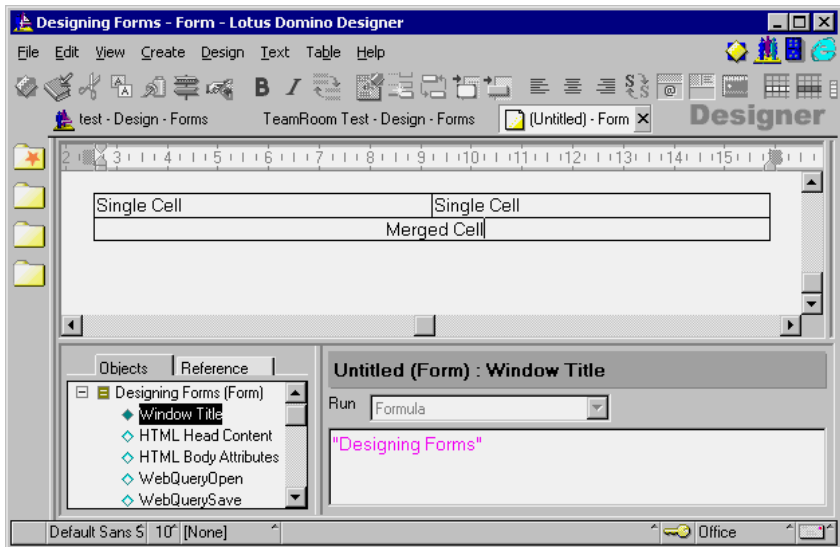 Designing Forms - Form - Lotus Domino Designer
File Edit View Create Design Text Table Help
B I
test - Design - Forms TeamRoom Test - Design - Forms (Untitled) - Form X Designer
2 3 4 5 6 7 8 9 10 11 12 13 14 15
Single Cell Single Cell
Merged Cell
Objects Reference
Designing Forms (Form)
Window Title
HTML Head Content
HTML Body Attributes
WebQueryOpen
WebQuerySave
Untitled (Form) : Window Title
Run Formula
"Designing Forms"
Default Sans S 10 [None] Office